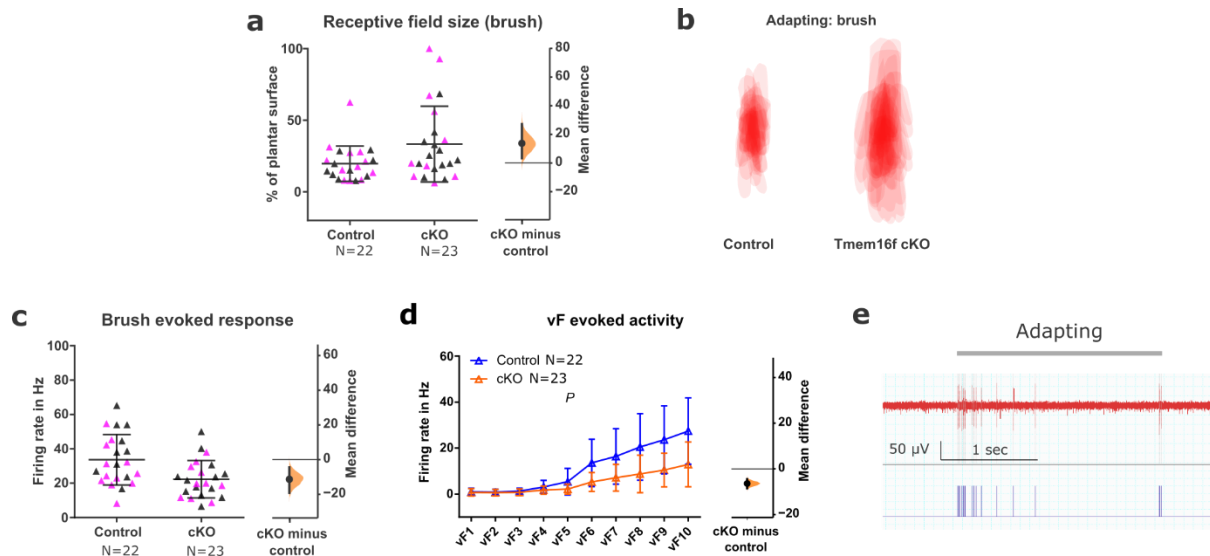 a
Receptive field size (brush)
% of plantar surface
100
50
0
Control
N=22
cKO
N=23
80
60
40
20
0
−20
Mean difference
cKO minus
control
b
Adapting: brush
Control
Tmem16f cKO
c
Brush evoked response
Firing rate in Hz
100
80
60
40
20
0
Control
N=22
cKO
N=23
60
40
20
0
−20
Mean difference
cKO minus
control
d
vF evoked activity
Firing rate in Hz
60
40
20
0
Control N=22
cKO N=23
P
vF1
vF2
vF3
vF4
vF5
vF6
vF7
vF8
vF9
vF10
40
20
0
−20
Mean difference
cKO minus
control
e
Adapting
50 µV
1 sec